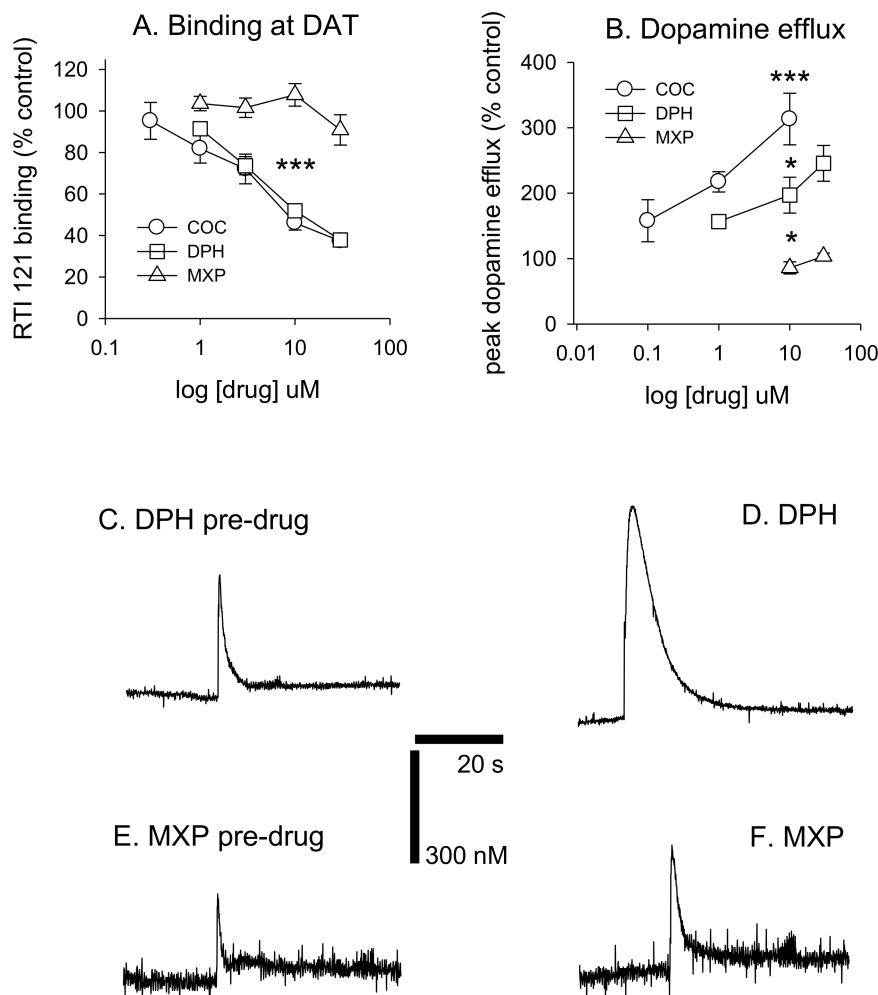 A. Binding at DAT
RTI 121 binding (% control)
120
100
80
60
40
20
0
***
COC
DPH
MXP
0.1 1 10 100
log [drug] uM
B. Dopamine efflux
peak dopamine efflux (% control)
400
300
200
100
0
COC
DPH
MXP
***
*
*
0.01 0.1 1 10 100
log [drug] uM
C. DPH pre-drug
D. DPH
20 s
300 nM
E. MXP pre-drug
F. MXP